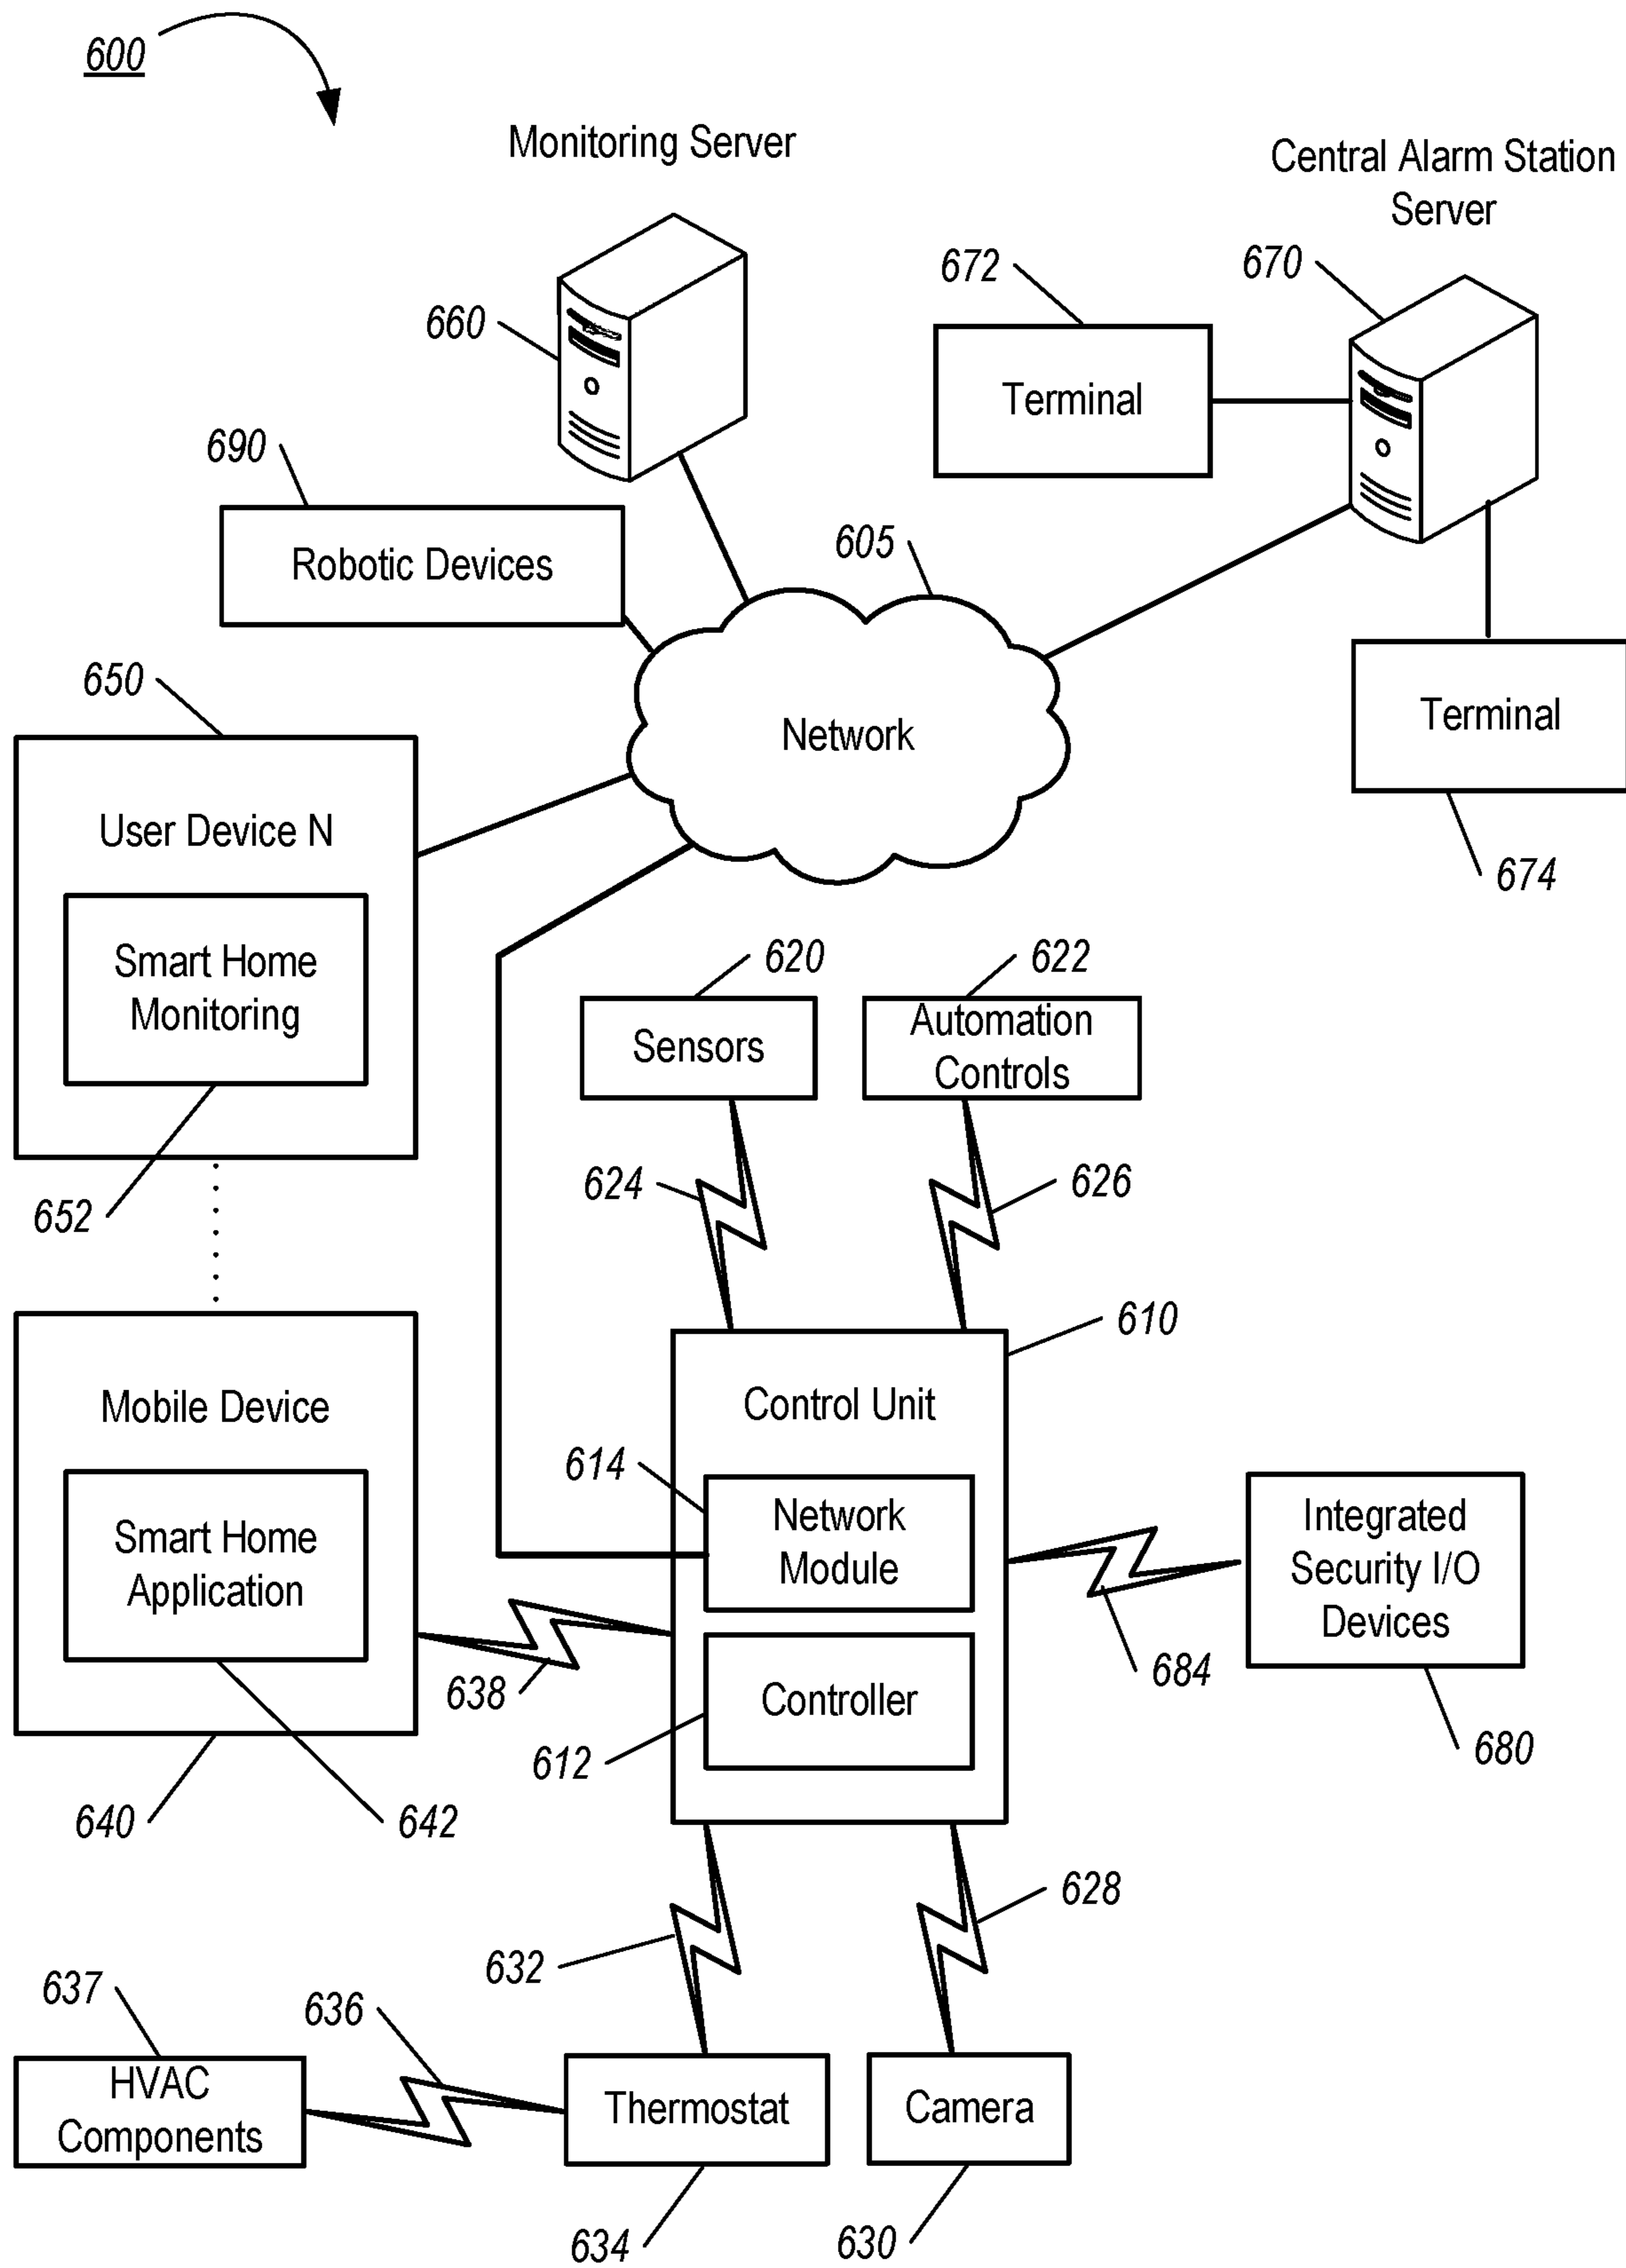 600
Monitoring Server
Central Alarm Station
Server
672
670
660
Terminal
690
605
Robotic Devices
650
Terminal
Network
User Device N
674
620
622
Smart Home
Monitoring
Sensors
Automation
Controls
624
626
652
610
Mobile Device
Control Unit
614
Smart Home
Application
Network
Module
Integrated
Security I/O
Devices
638
684
Controller
612
680
640
642
628
632
637
636
HVAC
Components
Thermostat
Camera
634
630